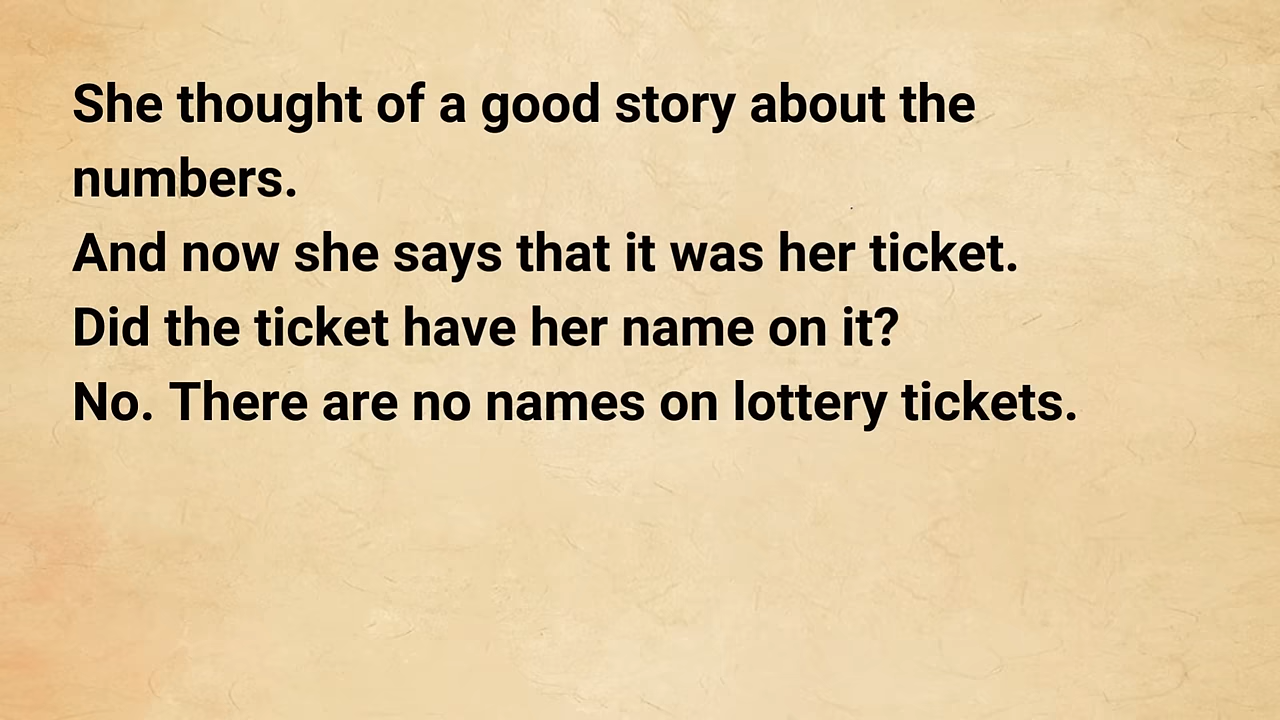 She thought of a good story about the
numbers.
And now she says that it was her ticket.
Did the ticket have her name on it?
No. There are no names on lottery tickets.